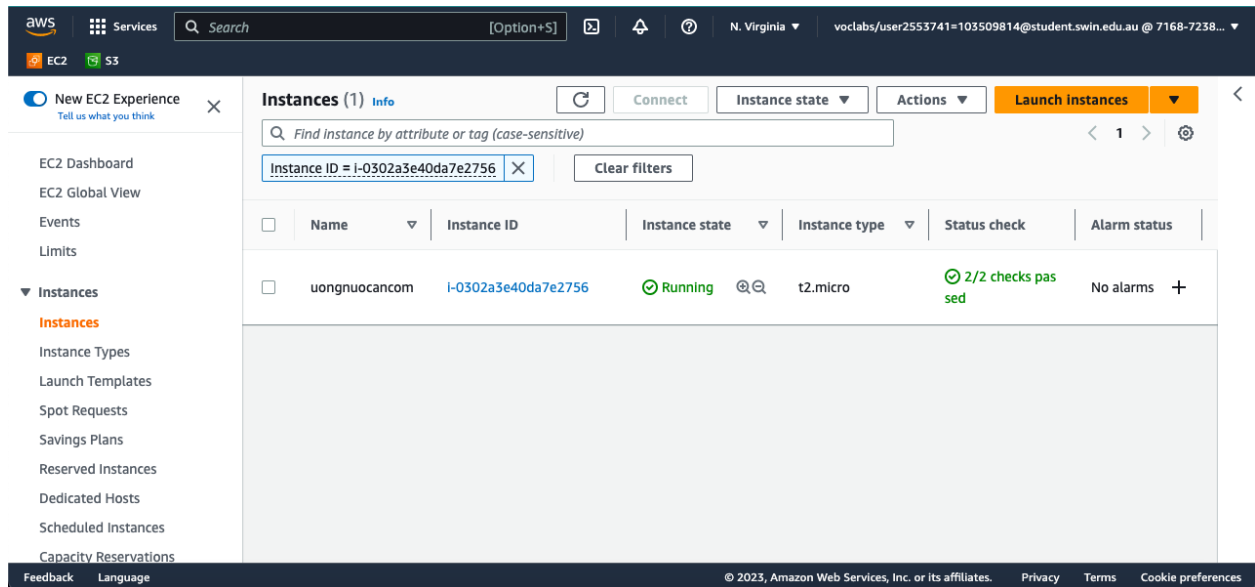 aws
Services
Search
[Option+S]
N. Virginia
voclabs/user2553741=103509814@student.swin.edu.au @ 7168-7238...
EC2
S3
New EC2 Experience
Tell us what you think
EC2 Dashboard
EC2 Global View
Events
Limits
Instances
Instances
Instance Types
Launch Templates
Spot Requests
Savings Plans
Reserved Instances
Dedicated Hosts
Scheduled Instances
Capacity Reservations
Instances (1) Info
Connect
Instance state
Actions
Launch instances
Find instance by attribute or tag (case-sensitive)
1
Instance ID = i-0302a3e40da7e2756
Clear filters
Name
Instance ID
Instance state
Instance type
Status check
Alarm status
uongnuocancom
i-0302a3e40da7e2756
Running
t2.micro
2/2 checks pas
sed
No alarms
Feedback
Language
© 2023, Amazon Web Services, Inc. or its affiliates.
Privacy
Terms
Cookie preferences